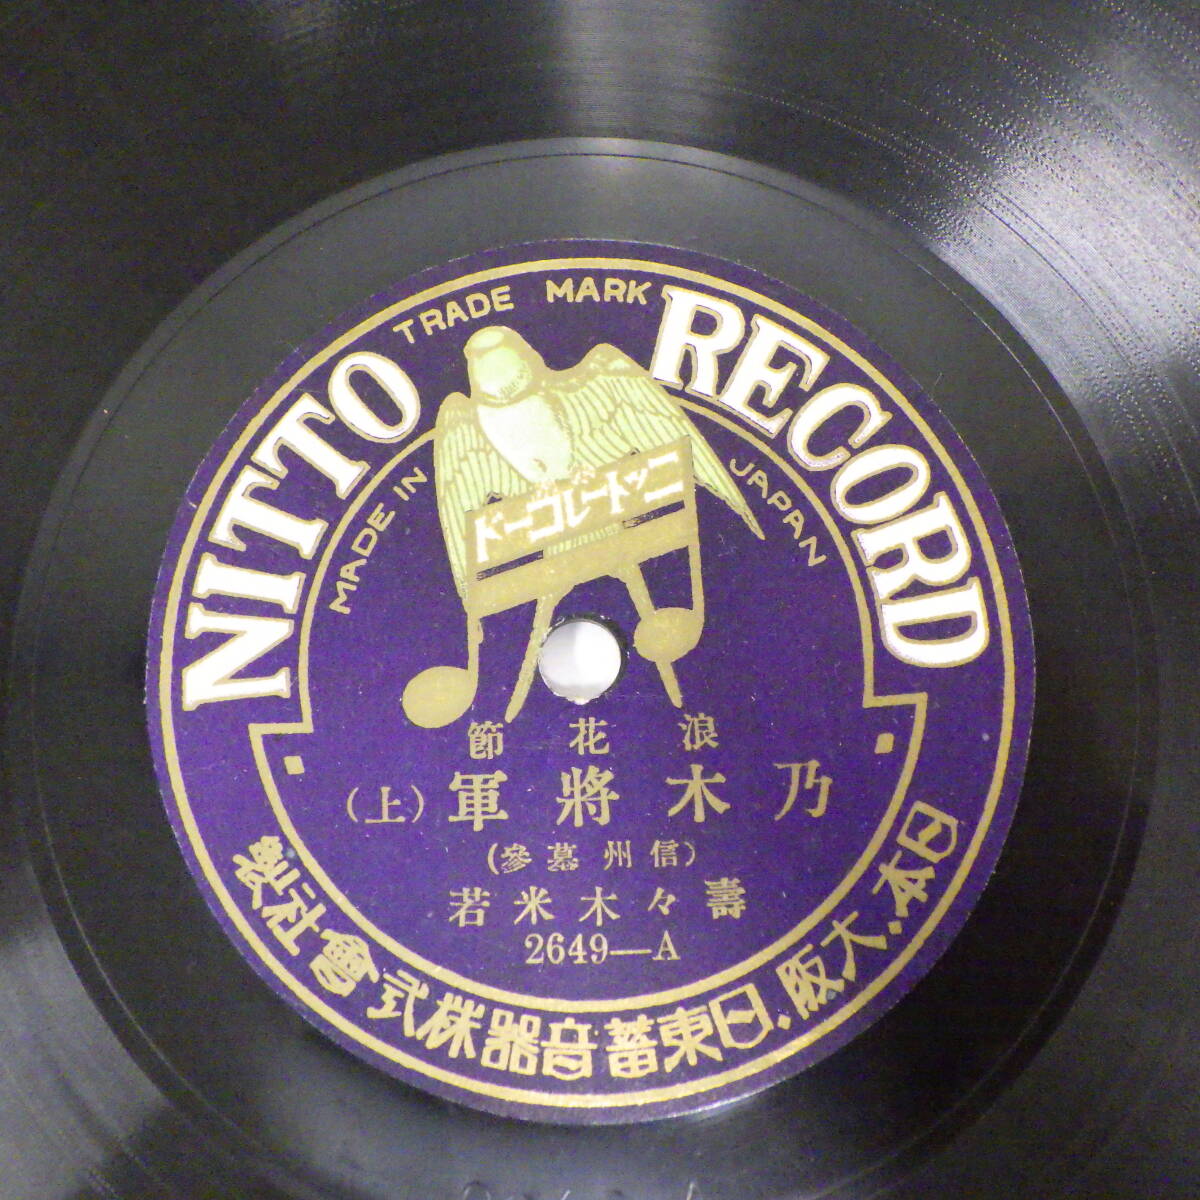 TRADE MARK
NITTO RECORD
MADE IN JAPAN
ニットーレコード
浪花節
乃木將軍（上）
（信州墓參）
壽々木米若
2649—A
日本.大阪.日東蓄音器株式會社製